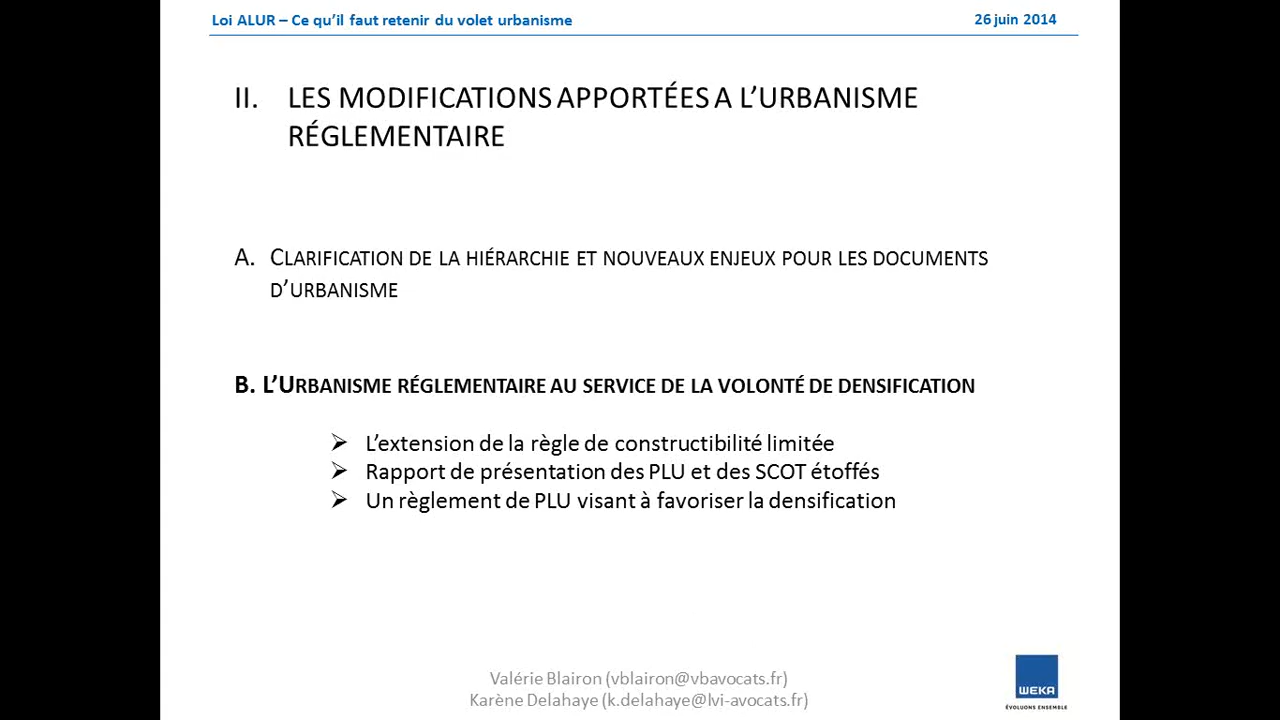 Loi ALUR – Ce qu’il faut retenir du volet urbanisme
26 juin 2014
II. LES MODIFICATIONS APPORTÉES A L’URBANISME
RÉGLEMENTAIRE
A. CLARIFICATION DE LA HIÉRARCHIE ET NOUVEAUX ENJEUX POUR LES DOCUMENTS
D’URBANISME
B. L’URBANISME RÉGLEMENTAIRE AU SERVICE DE LA VOLONTÉ DE DENSIFICATION
➢ L’extension de la règle de constructibilité limitée
➢ Rapport de présentation des PLU et des SCOT étoffés
➢ Un règlement de PLU visant à favoriser la densification
Valérie Blairon (vblairon@vbavocats.fr)
Karène Delahaye (k.delahaye@lvi-avocats.fr)
WEKA
ÉVOLUONS ENSEMBLE